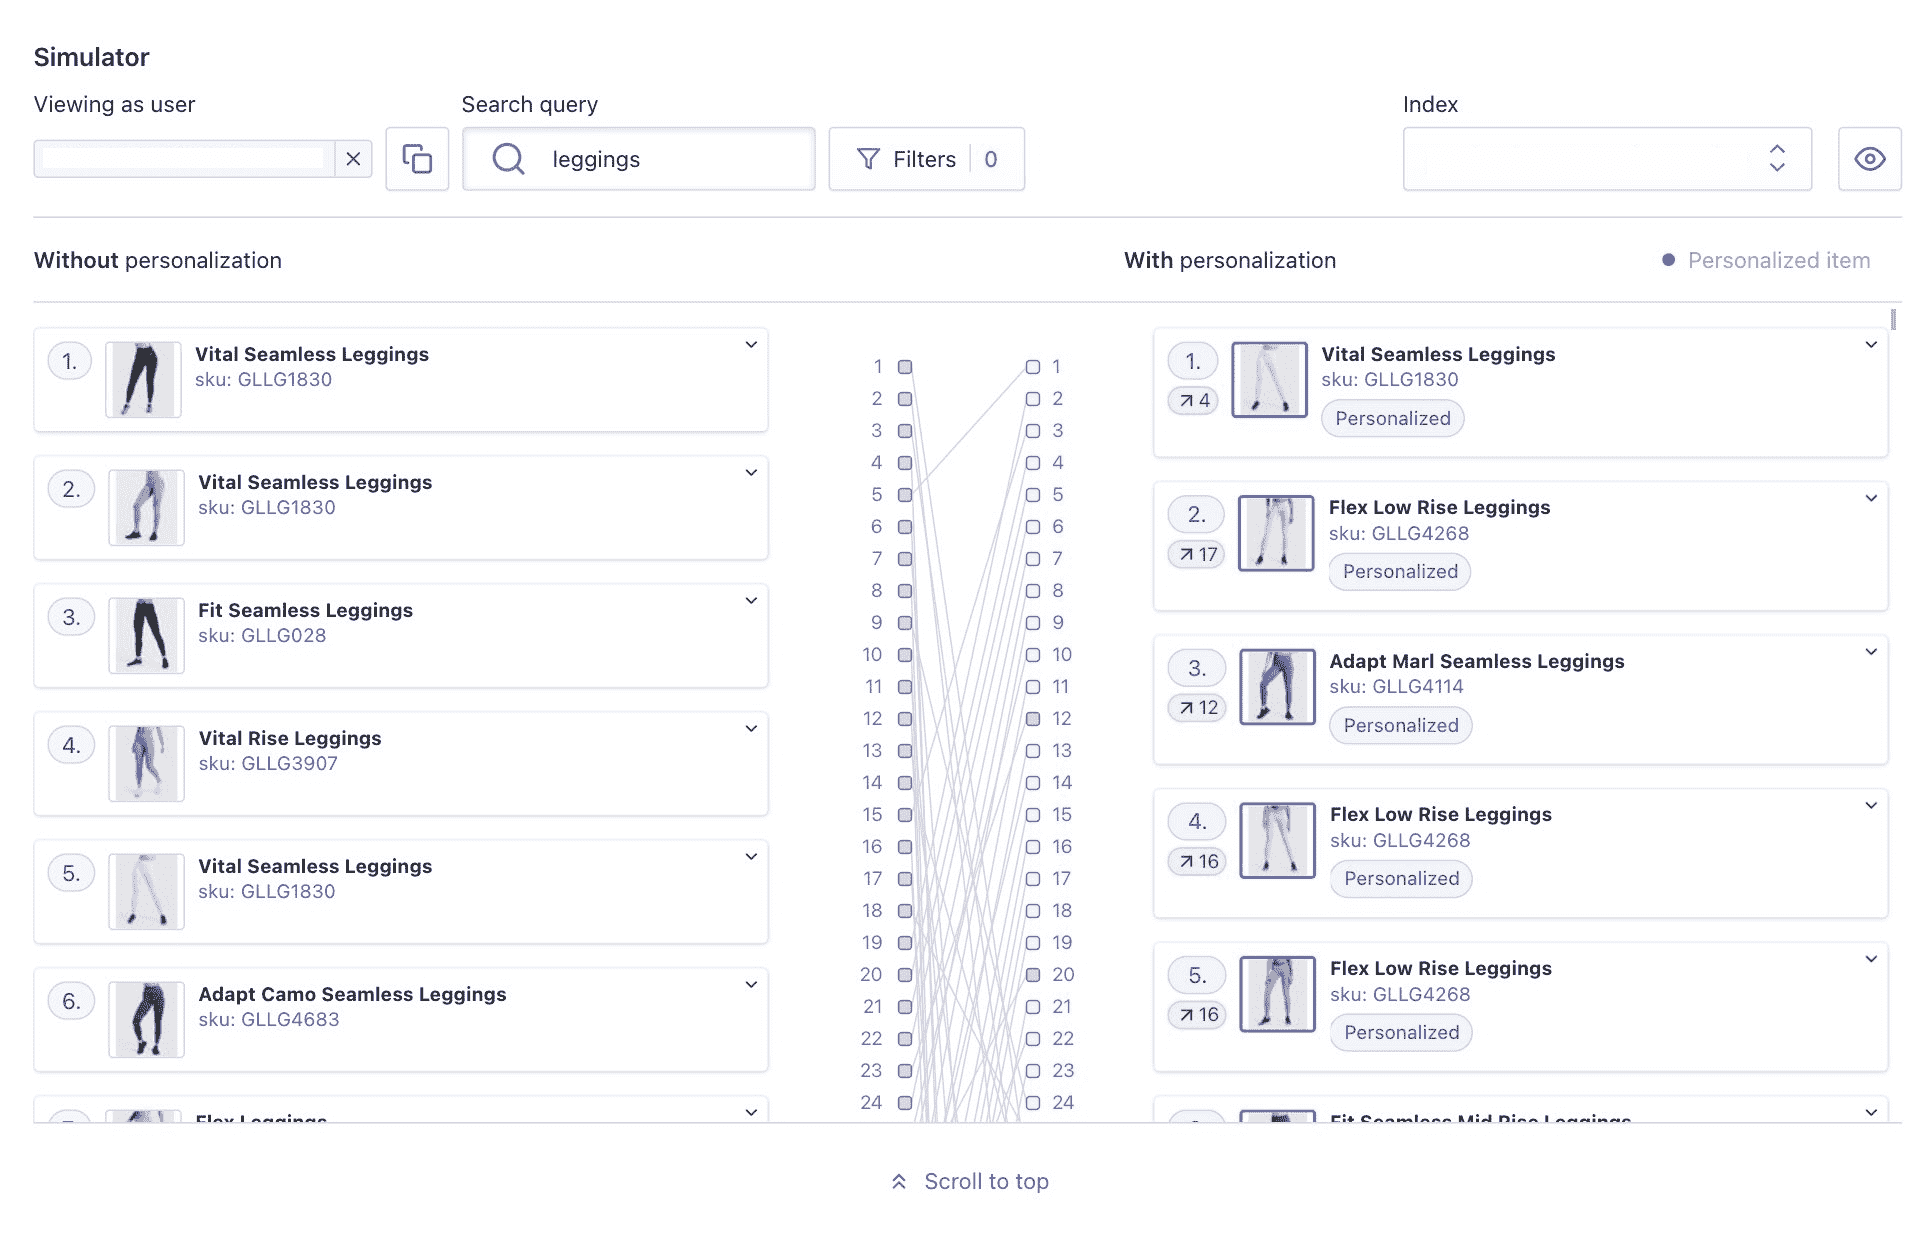 Simulator
Viewing as user
Search query
Index
leggings
Filters 0
Without personalization
With personalization
Personalized item
1.
Vital Seamless Leggings
sku: GLLG1830
2.
Vital Seamless Leggings
sku: GLLG1830
3.
Fit Seamless Leggings
sku: GLLG028
4.
Vital Rise Leggings
sku: GLLG3907
5.
Vital Seamless Leggings
sku: GLLG1830
6.
Adapt Camo Seamless Leggings
sku: GLLG4683
Flex Leggings
1 1
2 2
3 3
4 4
5 5
6 6
7 7
8 8
9 9
10 10
11 11
12 12
13 13
14 14
15 15
16 16
17 17
18 18
19 19
20 20
21 21
22 22
23 23
24 24
1.
4
Vital Seamless Leggings
sku: GLLG1830
Personalized
2.
17
Flex Low Rise Leggings
sku: GLLG4268
Personalized
3.
12
Adapt Marl Seamless Leggings
sku: GLLG4114
Personalized
4.
16
Flex Low Rise Leggings
sku: GLLG4268
Personalized
5.
16
Flex Low Rise Leggings
sku: GLLG4268
Personalized
Fit Seamless Mid Rise Leggings
Scroll to top